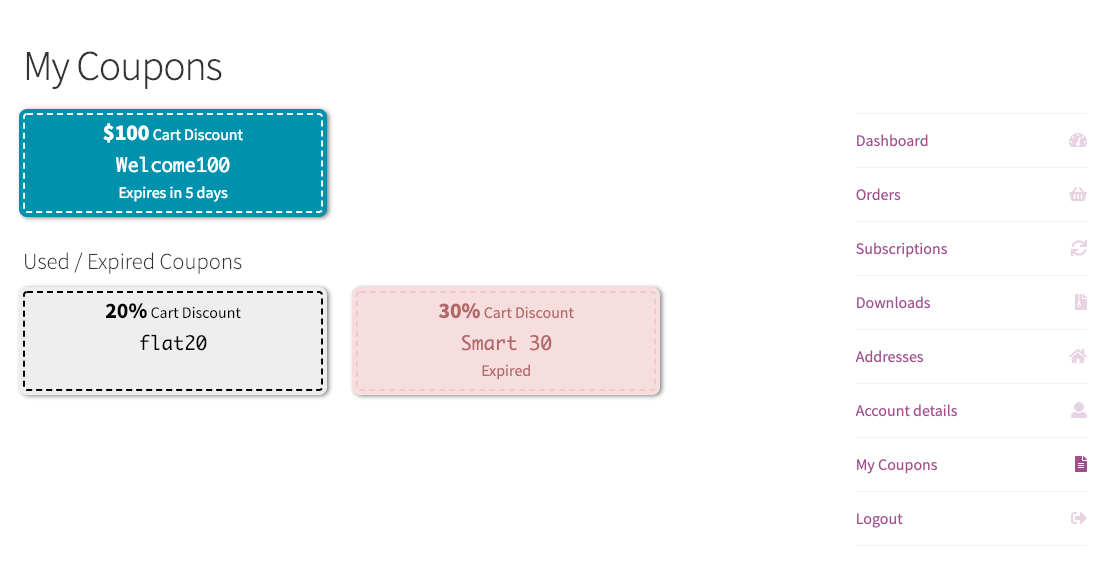 My Coupons
$100 Cart Discount
Welcome100
Expires in 5 days
Used / Expired Coupons
20% Cart Discount
flat20
30% Cart Discount
Smart 30
Expired
Dashboard
Orders
Subscriptions
Downloads
Addresses
Account details
My Coupons
Logout